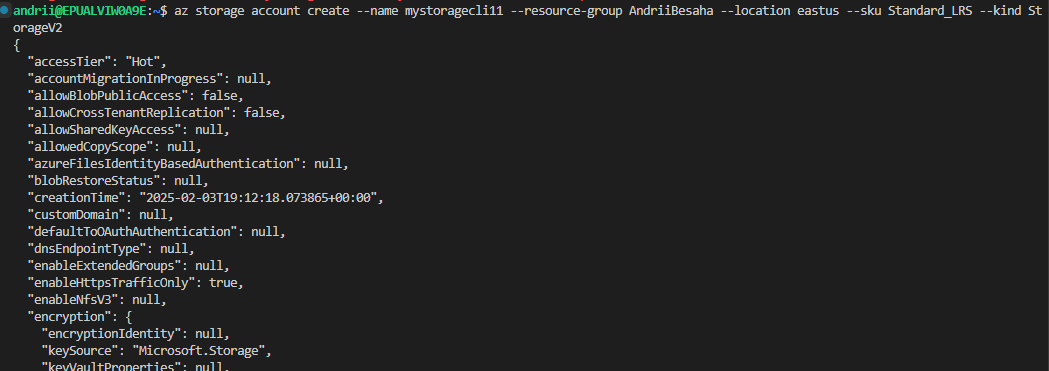 andrii@EPUALVIW0A9E:~$ az storage account create --name mystoragecli11 --resource-group AndriiBesaha --location eastus --sku Standard_LRS --kind St
orageV2
{
  "accessTier": "Hot",
  "accountMigrationInProgress": null,
  "allowBlobPublicAccess": false,
  "allowCrossTenantReplication": false,
  "allowSharedKeyAccess": null,
  "allowedCopyScope": null,
  "azureFilesIdentityBasedAuthentication": null,
  "blobRestoreStatus": null,
  "creationTime": "2025-02-03T19:12:18.073865+00:00",
  "customDomain": null,
  "defaultToOAuthAuthentication": null,
  "dnsEndpointType": null,
  "enableExtendedGroups": null,
  "enableHttpsTrafficOnly": true,
  "enableNfsV3": null,
  "encryption": {
    "encryptionIdentity": null,
    "keySource": "Microsoft.Storage",
    "keyVaultProperties": null,